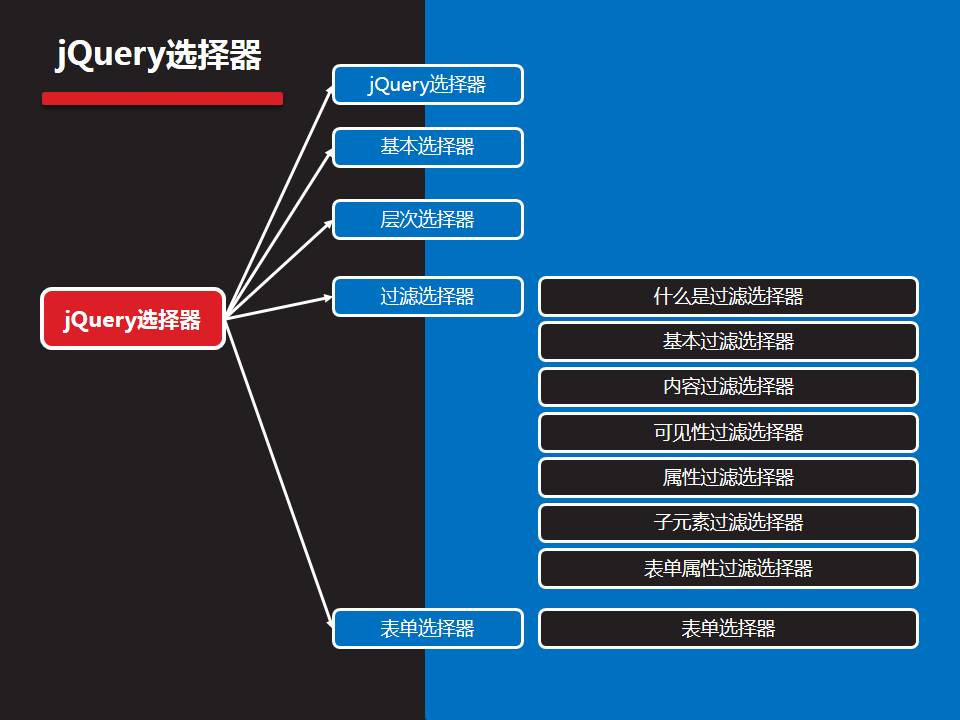 jQuery选择器
jQuery选择器
基本选择器
层次选择器
过滤选择器
什么是过滤选择器
jQuery选择器
基本过滤选择器
内容过滤选择器
可见性过滤选择器
属性过滤选择器
子元素过滤选择器
表单属性过滤选择器
表单选择器
表单选择器